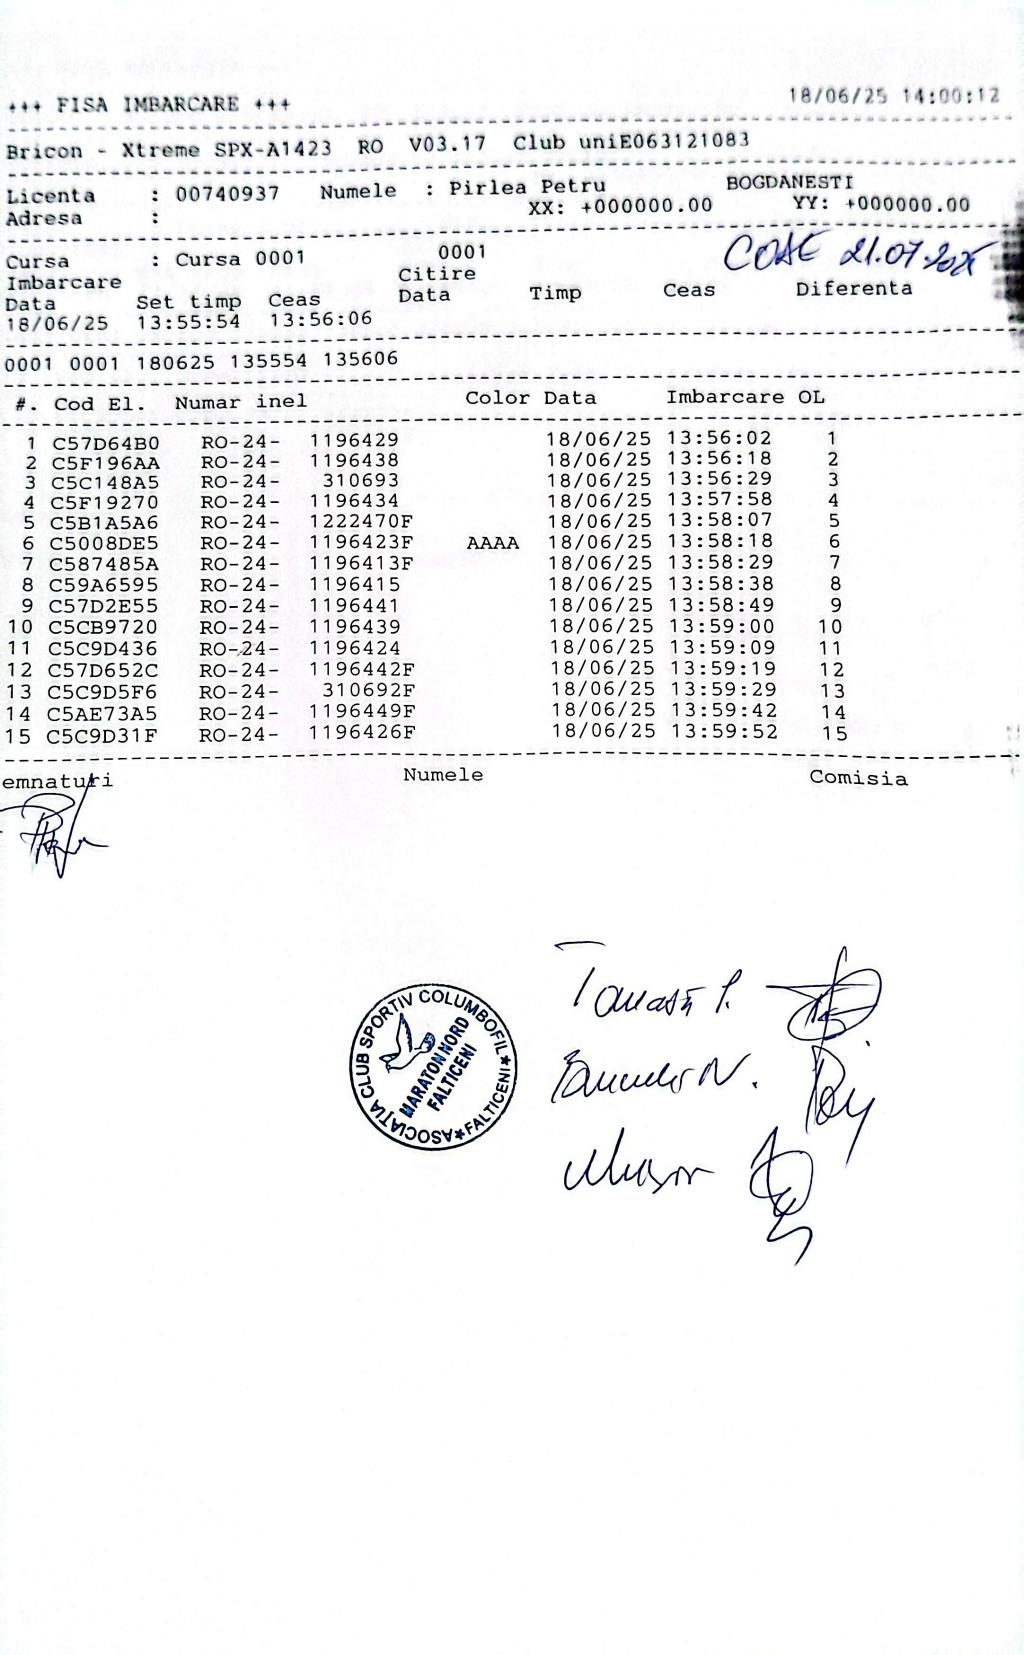 +++ FISA IMBARCARE +++ 18/06/25 14:00:12
Bricon - Xtreme SPX-A1423 RO V03.17 Club uniE063121083
Licenta : 00740937 Numele : Pirlea Petru BOGDANESTI
Adresa : XX: +000000.00 YY: +000000.00
Cursa : Cursa 0001 0001
Imbarcare Citire
Data Set timp Ceas Data Timp Ceas Diferenta
18/06/25 13:55:54 13:56:06
0001 0001 180625 135554 135606
#. Cod El. Numar inel Color Data Imbarcare OL
1 C57D64B0 RO-24- 1196429 18/06/25 13:56:02 1
2 C5F196AA RO-24- 1196438 18/06/25 13:56:18 2
3 C5C148A5 RO-24- 310693 18/06/25 13:56:29 3
4 C5F19270 RO-24- 1196434 18/06/25 13:57:58 4
5 C5B1A5A6 RO-24- 1222470F 18/06/25 13:58:07 5
6 C5008DE5 RO-24- 1196423F AAAA 18/06/25 13:58:18 6
7 C587485A RO-24- 1196413F 18/06/25 13:58:29 7
8 C59A6595 RO-24- 1196415 18/06/25 13:58:38 8
9 C57D2E55 RO-24- 1196441 18/06/25 13:58:49 9
10 C5CB9720 RO-24- 1196439 18/06/25 13:59:00 10
11 C5C9D436 RO-24- 1196424 18/06/25 13:59:09 11
12 C57D652C RO-24- 1196442F 18/06/25 13:59:19 12
13 C5C9D5F6 RO-24- 310692F 18/06/25 13:59:29 13
14 C5AE73A5 RO-24- 1196449F 18/06/25 13:59:42 14
15 C5C9D31F RO-24- 1196426F 18/06/25 13:59:52 15
emnaturi Numele Comisia
ASOCIAȚIA CLUB SPORTIV COLUMBOFIL*FALTICENI*
MARATON NORD
FALTICENI